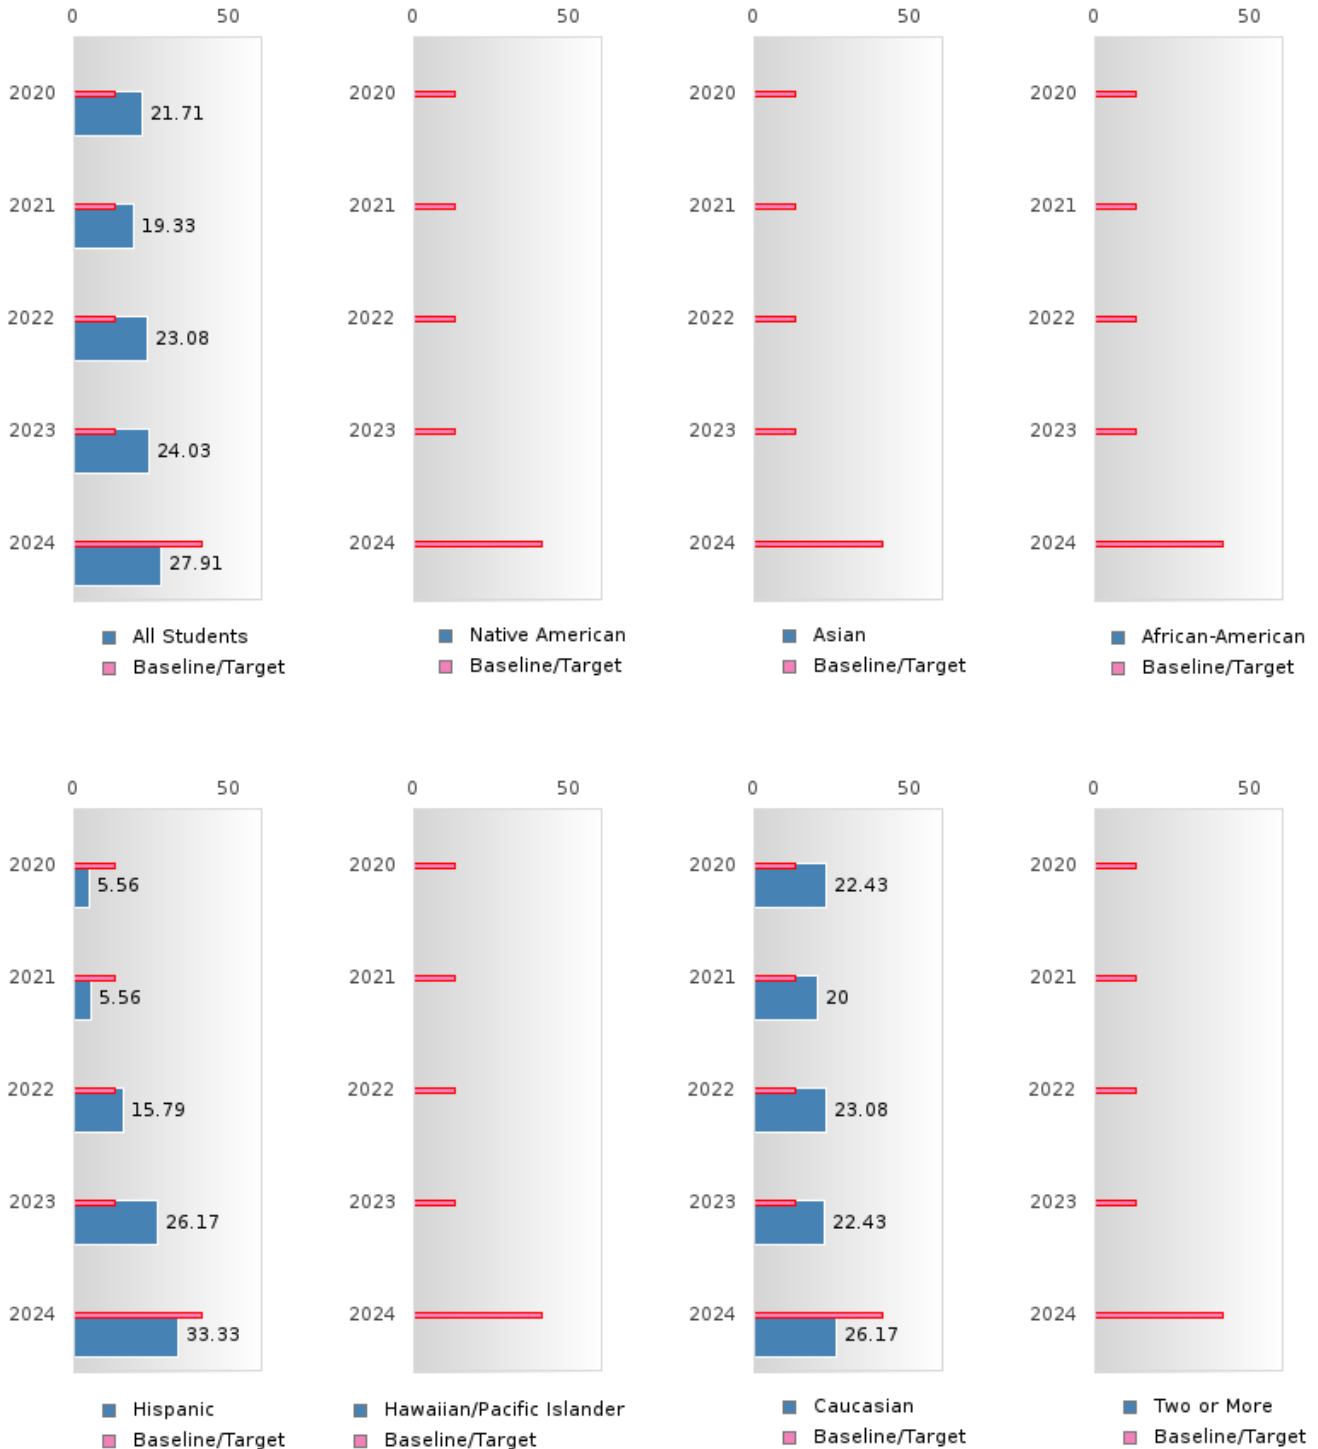 0 50 0 50 0 50 0 50
2020 21.71 2020 2020 2020
2021 19.33 2021 2021 2021
2022 23.08 2022 2022 2022
2023 24.03 2023 2023 2023
2024 27.91 2024 2024 2024
All Students Native American Asian African-American
Baseline/Target Baseline/Target Baseline/Target Baseline/Target
0 50 0 50 0 50 0 50
2020 5.56 2020 2020 22.43 2020
2021 5.56 2021 2021 20 2021
2022 15.79 2022 2022 23.08 2022
2023 26.17 2023 2023 22.43 2023
2024 33.33 2024 2024 26.17 2024
Hispanic Hawaiian/Pacific Islander Caucasian Two or More
Baseline/Target Baseline/Target Baseline/Target Baseline/Target